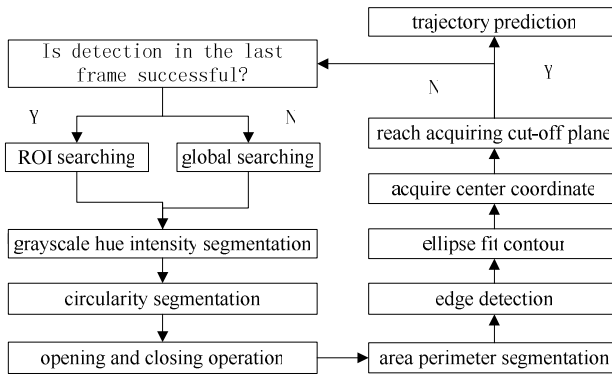 Is detection in the last
frame successful?
Y
N
ROI searching
global searching
grayscale hue intensity segmentation
circularity segmentation
opening and closing operation
area perimeter segmentation
edge detection
ellipse fit contour
acquire center coordinate
reach acquiring cut-off plane
N
Y
trajectory prediction